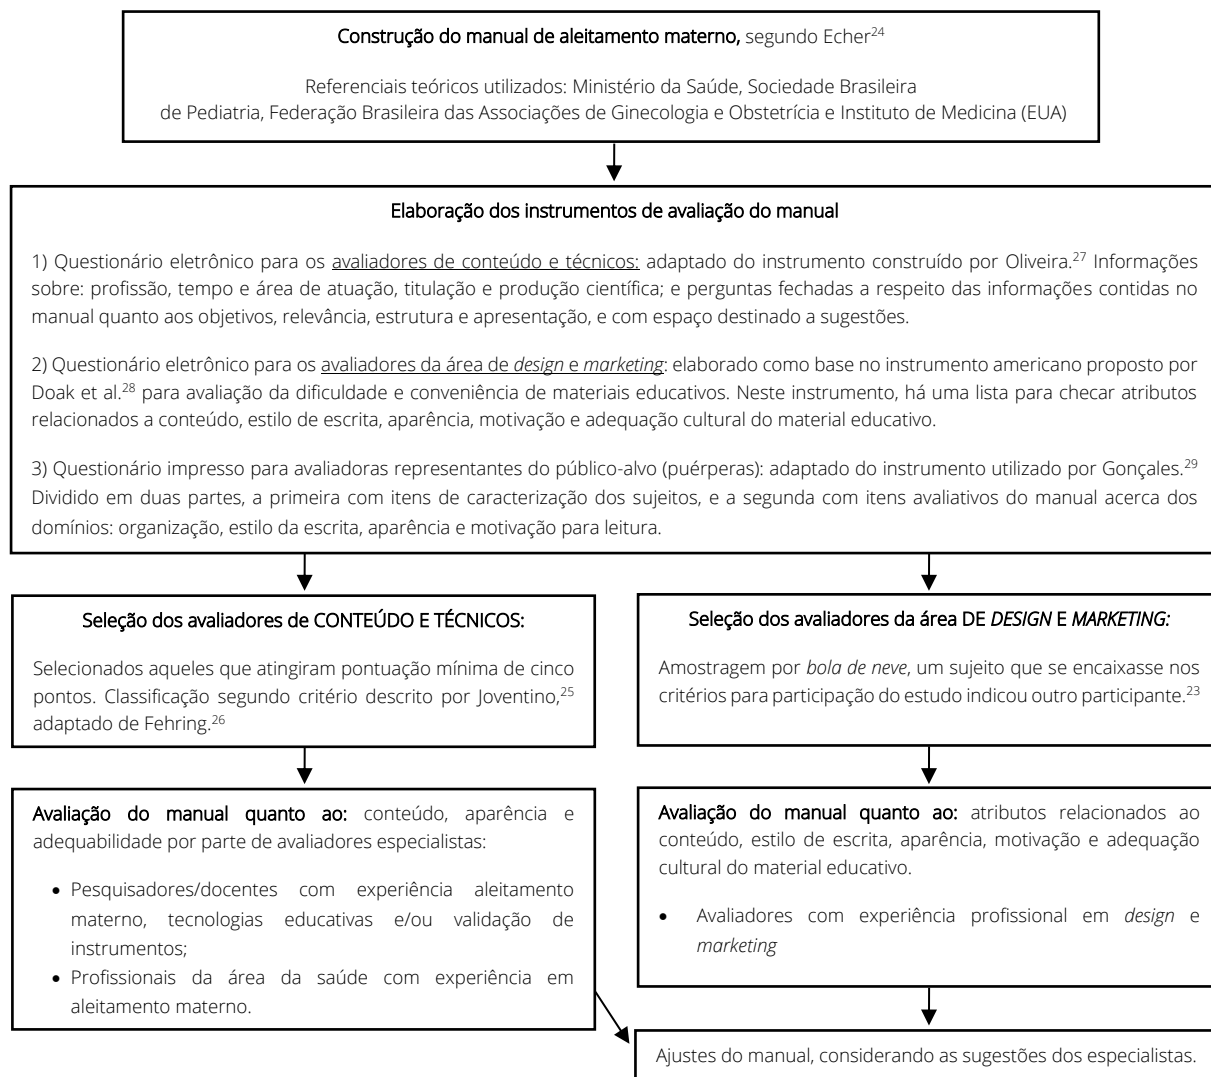 Construção do manual de aleitamento materno, segundo Echer24
Referenciais teóricos utilizados: Ministério da Saúde, Sociedade Brasileira
de Pediatria, Federação Brasileira das Associações de Ginecologia e Obstetrícia e Instituto de Medicina (EUA)
Elaboração dos instrumentos de avaliação do manual
1) Questionário eletrônico para os avaliadores de conteúdo e técnicos: adaptado do instrumento construído por Oliveira.27 Informações
sobre: profissão, tempo e área de atuação, titulação e produção científica; e perguntas fechadas a respeito das informações contidas no
manual quanto aos objetivos, relevância, estrutura e apresentação, e com espaço destinado a sugestões.
2) Questionário eletrônico para os avaliadores da área de design e marketing: elaborado como base no instrumento americano proposto por
Doak et al.28 para avaliação da dificuldade e conveniência de materiais educativos. Neste instrumento, há uma lista para checar atributos
relacionados a conteúdo, estilo de escrita, aparência, motivação e adequação cultural do material educativo.
3) Questionário impresso para avaliadoras representantes do público-alvo (puérperas): adaptado do instrumento utilizado por Gonçales.29
Dividido em duas partes, a primeira com itens de caracterização dos sujeitos, e a segunda com itens avaliativos do manual acerca dos
domínios: organização, estilo da escrita, aparência e motivação para leitura.
Seleção dos avaliadores de CONTEÚDO E TÉCNICOS:
Selecionados aqueles que atingiram pontuação mínima de cinco
pontos. Classificação segundo critério descrito por Joventino,25
adaptado de Fehring.26
Seleção dos avaliadores da área DE DESIGN E MARKETING:
Amostragem por bola de neve, um sujeito que se encaixasse nos
critérios para participação do estudo indicou outro participante.23
Avaliação do manual quanto ao: conteúdo, aparência e
adequabilidade por parte de avaliadores especialistas:
• Pesquisadores/docentes com experiência aleitamento
materno, tecnologias educativas e/ou validação de
instrumentos;
• Profissionais da área da saúde com experiência em
aleitamento materno.
Avaliação do manual quanto ao: atributos relacionados ao
conteúdo, estilo de escrita, aparência, motivação e adequação
cultural do material educativo.
• Avaliadores com experiência profissional em design e
marketing
Ajustes do manual, considerando as sugestões dos especialistas.